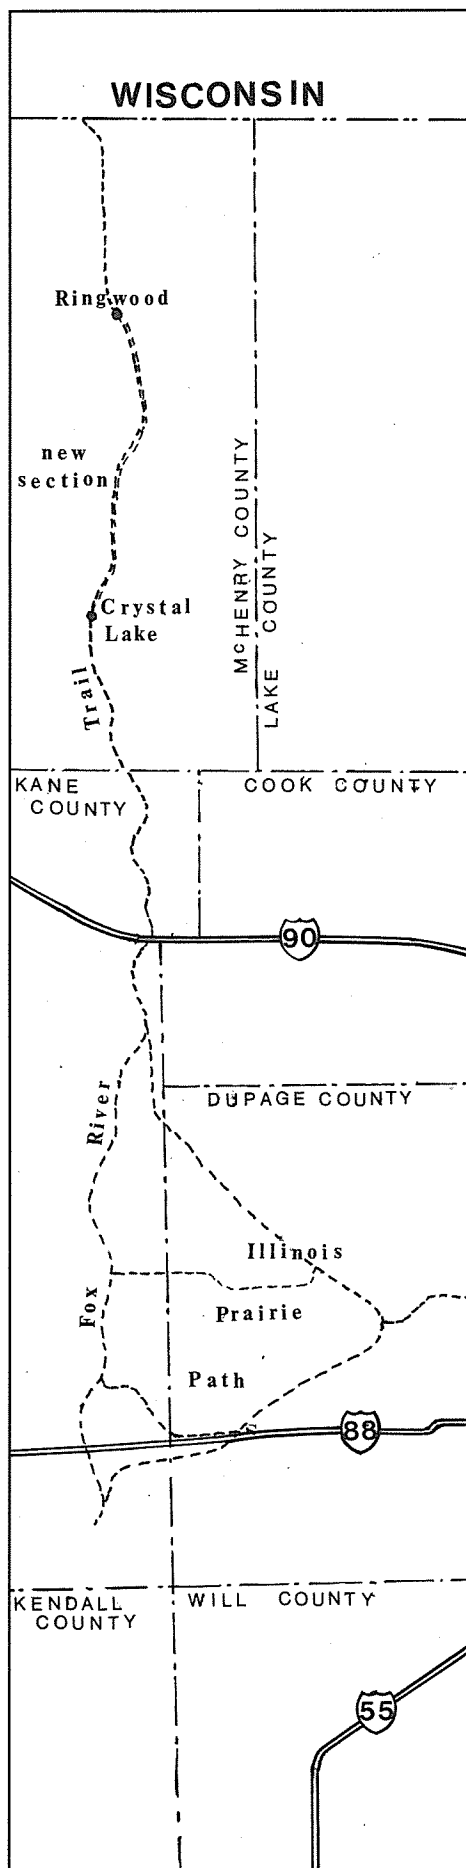 WISCONSIN
Ringwood
new
section
McHENRY COUNTY
LAKE COUNTY
Crystal
Lake
Trail
KANE
COUNTY
COOK COUNTY
90
River
DUPAGE COUNTY
Illinois
Fox
Prairie
Path
88
KENDALL
COUNTY
WILL COUNTY
55